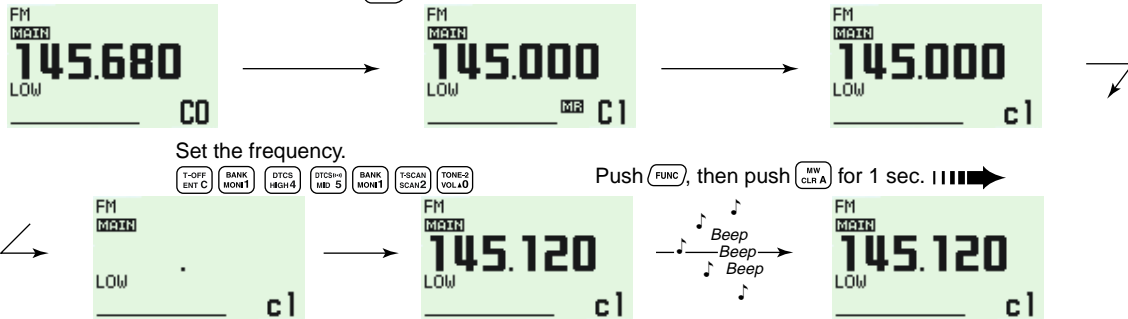 FM
MAIN
145.680
LOW
C0
FM
MAIN
145.000
LOW
MR C1
FM
MAIN
145.000
LOW
c1
Set the frequency.
T-OFF ENT C BANK MONI 1 DTCS HIGH 4 DTCS MID 5 BANK MONI 1 T-SCAN SCAN 2 TONE-2 VOL▲0
Push FUNC, then push MW CLR A for 1 sec.
FM
MAIN
.
LOW
c1
FM
MAIN
145.120
LOW
c1
Beep
Beep
Beep
FM
MAIN
145.120
LOW
c1